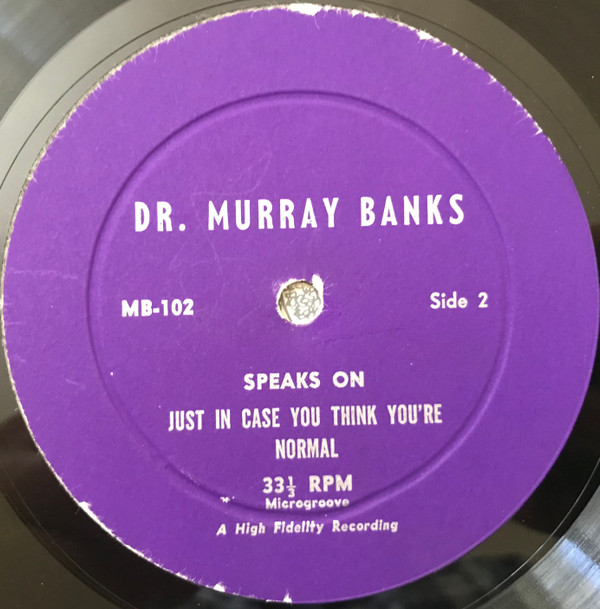 DR. MURRAY BANKS
MB-102
Side 2
SPEAKS ON
JUST IN CASE YOU THINK YOU'RE
NORMAL
33⅓ RPM
Microgroove
A High Fidelity Recording